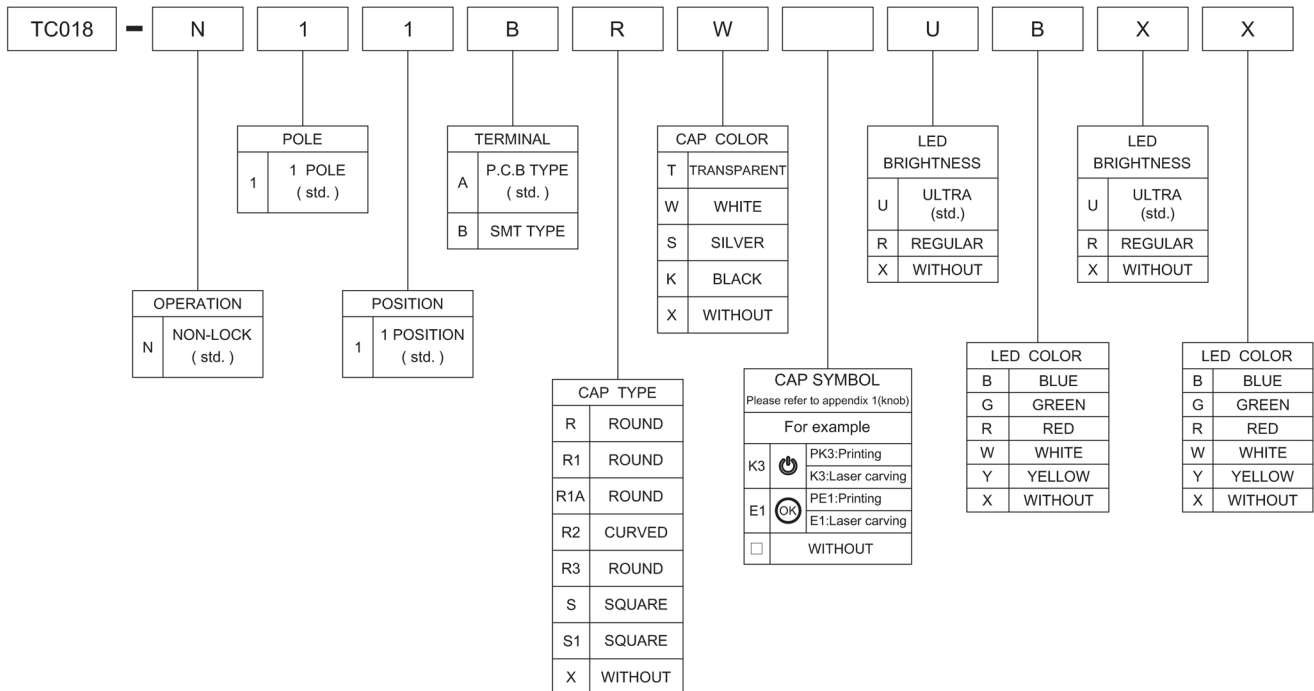 TC018 - N 1 1 B R W U B X X
POLE
1 1 POLE
( std. )
TERMINAL
A P.C.B TYPE
( std. )
B SMT TYPE
CAP COLOR
T TRANSPARENT
W WHITE
S SILVER
K BLACK
X WITHOUT
LED
BRIGHTNESS
U ULTRA
(std.)
R REGULAR
X WITHOUT
LED
BRIGHTNESS
U ULTRA
(std.)
R REGULAR
X WITHOUT
OPERATION
N NON-LOCK
( std. )
POSITION
1 1 POSITION
( std. )
CAP TYPE
R ROUND
R1 ROUND
R1A ROUND
R2 CURVED
R3 ROUND
S SQUARE
S1 SQUARE
X WITHOUT
CAP SYMBOL
Please refer to appendix 1(knob)
For example
K3 PK3:Printing
K3:Laser carving
E1 OK PE1:Printing
E1:Laser carving
□ WITHOUT
LED COLOR
B BLUE
G GREEN
R RED
W WHITE
Y YELLOW
X WITHOUT
LED COLOR
B BLUE
G GREEN
R RED
W WHITE
Y YELLOW
X WITHOUT